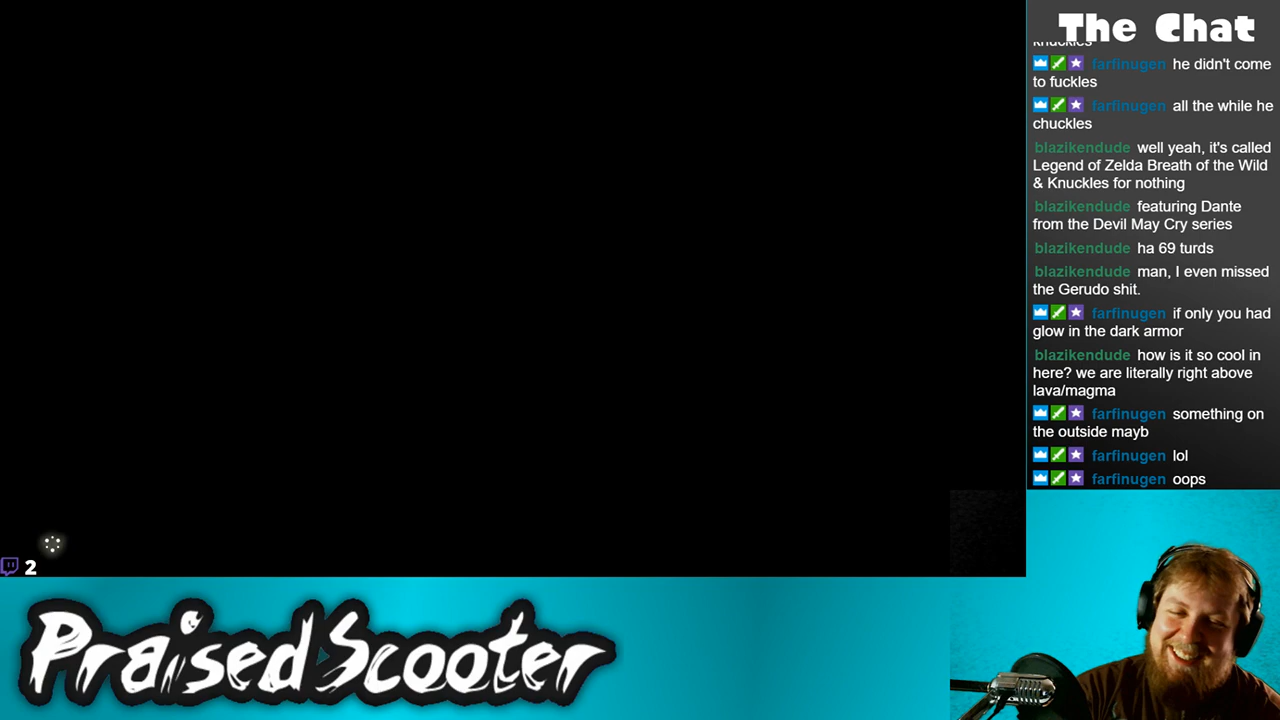 The Chat
knuckles
farfinugen he didn't come
to fuckles
farfinugen all the while he
chuckles
blazikendude well yeah, it's called
Legend of Zelda Breath of the Wild
& Knuckles for nothing
blazikendude featuring Dante
from the Devil May Cry series
blazikendude ha 69 turds
blazikendude man, I even missed
the Gerudo shit.
farfinugen if only you had
glow in the dark armor
blazikendude how is it so cool in
here? we are literally right above
lava/magma
farfinugen something on
the outside mayb
farfinugen lol
farfinugen oops
2
PraisedScooter